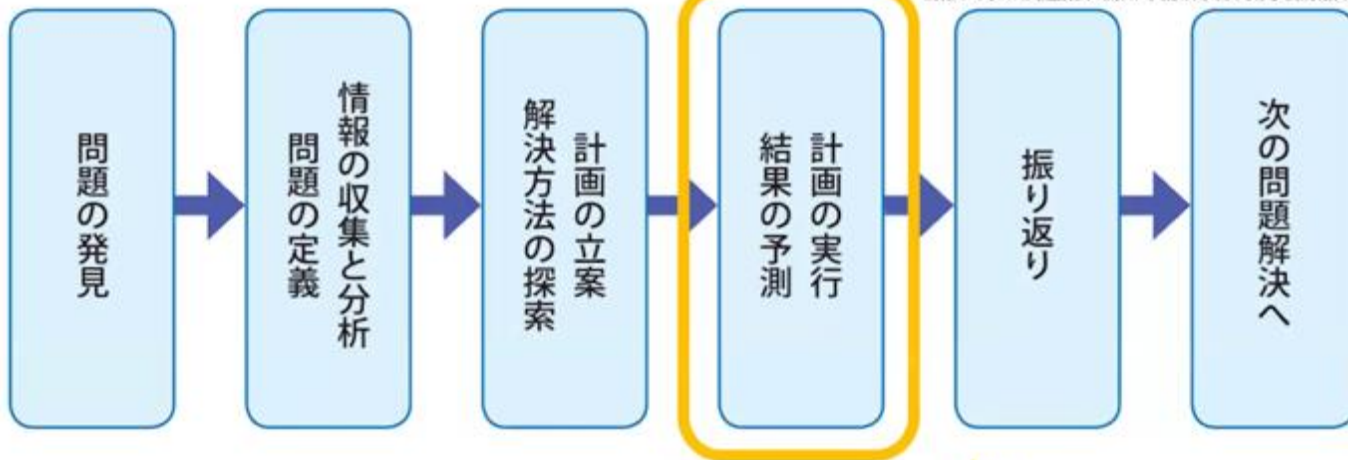 問題の発見
情報の収集と分析
問題の定義
計画の立案
解決方法の探索
計画の実行
結果の予測
振り返り
次の問題解決へ